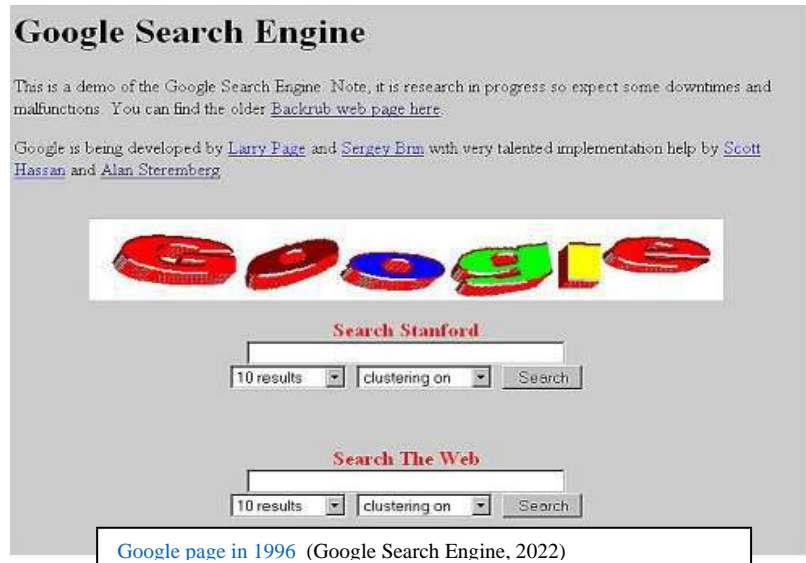 Google Search Engine
This is a demo of the Google Search Engine. Note, it is research in progress so expect some downtimes and
malfunctions. You can find the older Backrub web page here.
Google is being developed by Larry Page and Sergey Brin with very talented implementation help by Scott
Hassan and Alan Steremberg.
Google
Search Stanford
10 results clustering on Search
Search The Web
10 results clustering on Search
Google page in 1996 (Google Search Engine, 2022)